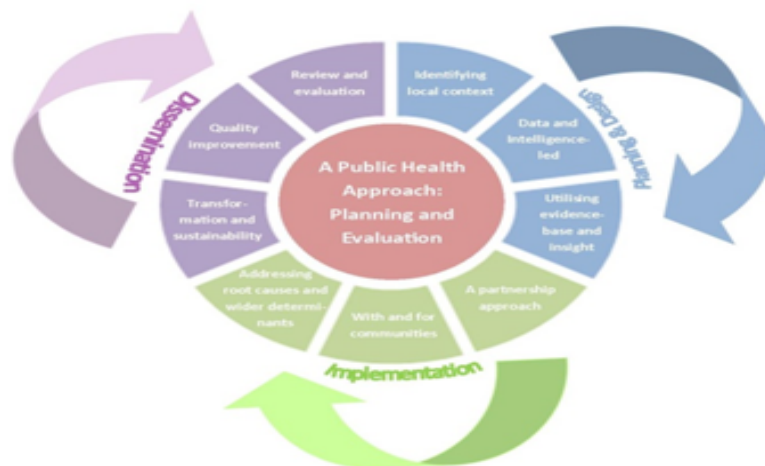 A Public Health
Approach:
Planning and
Evaluation
Identifying
local context
Data and
Intelligence-
led
Utilising
evidence-
base and
insight
A partnership
approach
With and for
communities
Addressing
root causes and
wider determi-
nants
Transfor-
mation and
sustainability
Quality
improvement
Review and
evaluation
Planning & Design
Implementation
Dissemination